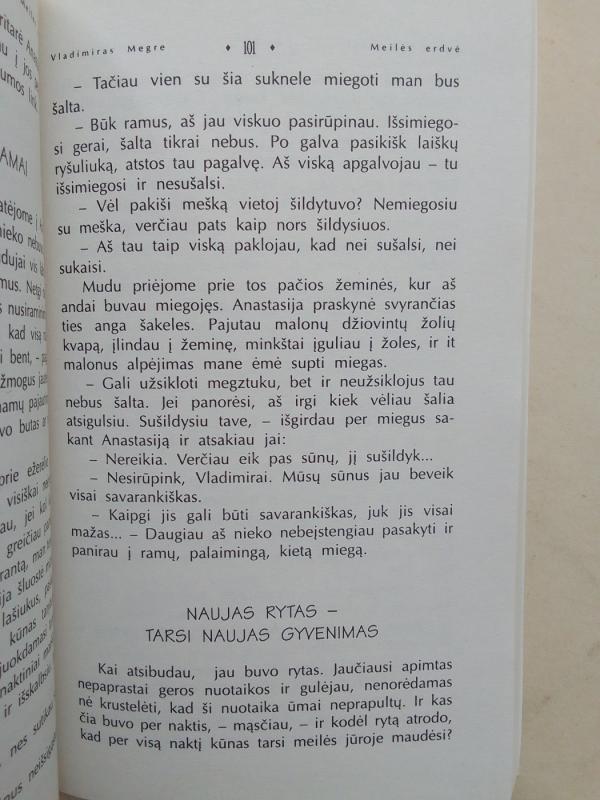 Vladimiras Megre ♦ 101 ♦ Meilės erdvė
– Tačiau vien su šia suknele miegoti man bus
šalta.
– Būk ramus, aš jau viskuo pasirūpinau. Išsimiego-
si gerai, šalta tikrai nebus. Po galva pasikišk laiškų
ryšuliuką, atstos tau pagalvę. Aš viską apgalvojau – tu
išsimiegosi ir nesušalsi.
– Vėl pakiši mešką vietoj šildytuvo? Nemiegosiu
su meška, verčiau pats kaip nors šildysiuos.
– Aš tau taip viską paklojau, kad nei sušalsi, nei
sukaisi.
Mudu priėjome prie tos pačios žeminės, kur aš
andai buvau miegojęs. Anastasija praskynė svyrančias
ties anga šakeles. Pajutau malonų džiovintų žolių
kvapą, įlindau į žeminę, minkštai įguliau į žoles, ir it
malonus alpėjimas mane ėmė supti miegas.
– Gali užsikloti megztuku, bet ir neužsiklojus tau
nebus šalta. Jei panorėsi, aš irgi kiek vėliau šalia
atsigulsiu. Sušildysiu tave, – išgirdau per miegus sa-
kant Anastasiją ir atsakiau jai:
– Nereikia. Verčiau eik pas sūnų, jį sušildyk...
– Nesirūpink, Vladimirai. Mūsų sūnus jau beveik
visai savarankiškas.
– Kaipgi jis gali būti savarankiškas, juk jis visai
mažas... – Daugiau aš nieko nebeįstengiau pasakyti ir
panirau į ramų, palaimingą, kietą miegą.
NAUJAS RYTAS –
TARSI NAUJAS GYVENIMAS
Kai atsibudau, jau buvo rytas. Jaučiausi apimtas
nepaprastai geros nuotaikos ir gulėjau, nenorėdamas
nė krustelėti, kad ši nuotaika ūmai neprapultų. Ir kas
čia buvo per naktis, – mąsčiau, – ir kodėl rytą atrodo,
kad per visą naktį kūnas tarsi meilės jūroje maudėsi?